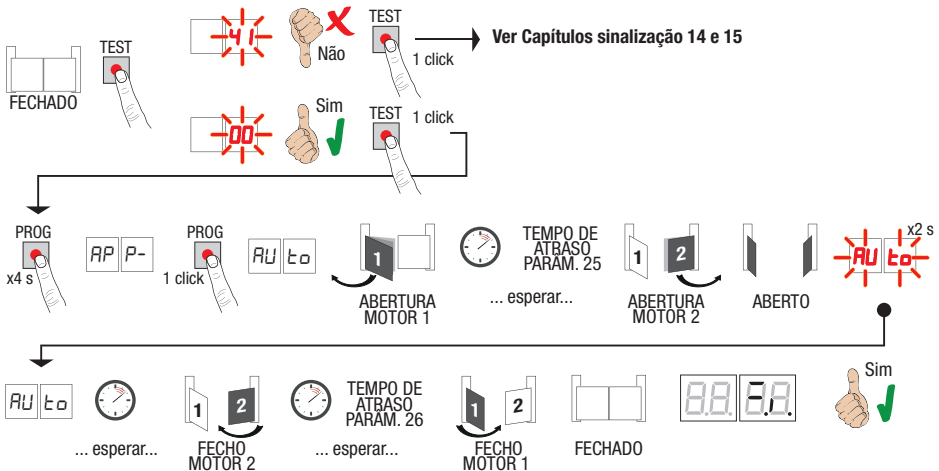 FECHADO
TEST
41
Não
TEST
1 click
Ver Capítulos sinalização 14 e 15
00
Sim
TEST
1 click
PROG
x4 s
AP P-
PROG
1 click
AU to
1
ABERTURA
MOTOR 1
TEMPO DE
ATRASO
PARÂM. 25
... esperar...
1
2
ABERTURA
MOTOR 2
ABERTO
x2 s
AU to
AU to
... esperar...
1
2
FECHO
MOTOR 2
TEMPO DE
ATRASO
PARÂM. 26
... esperar...
1
2
FECHO
MOTOR 1
FECHADO
Sim